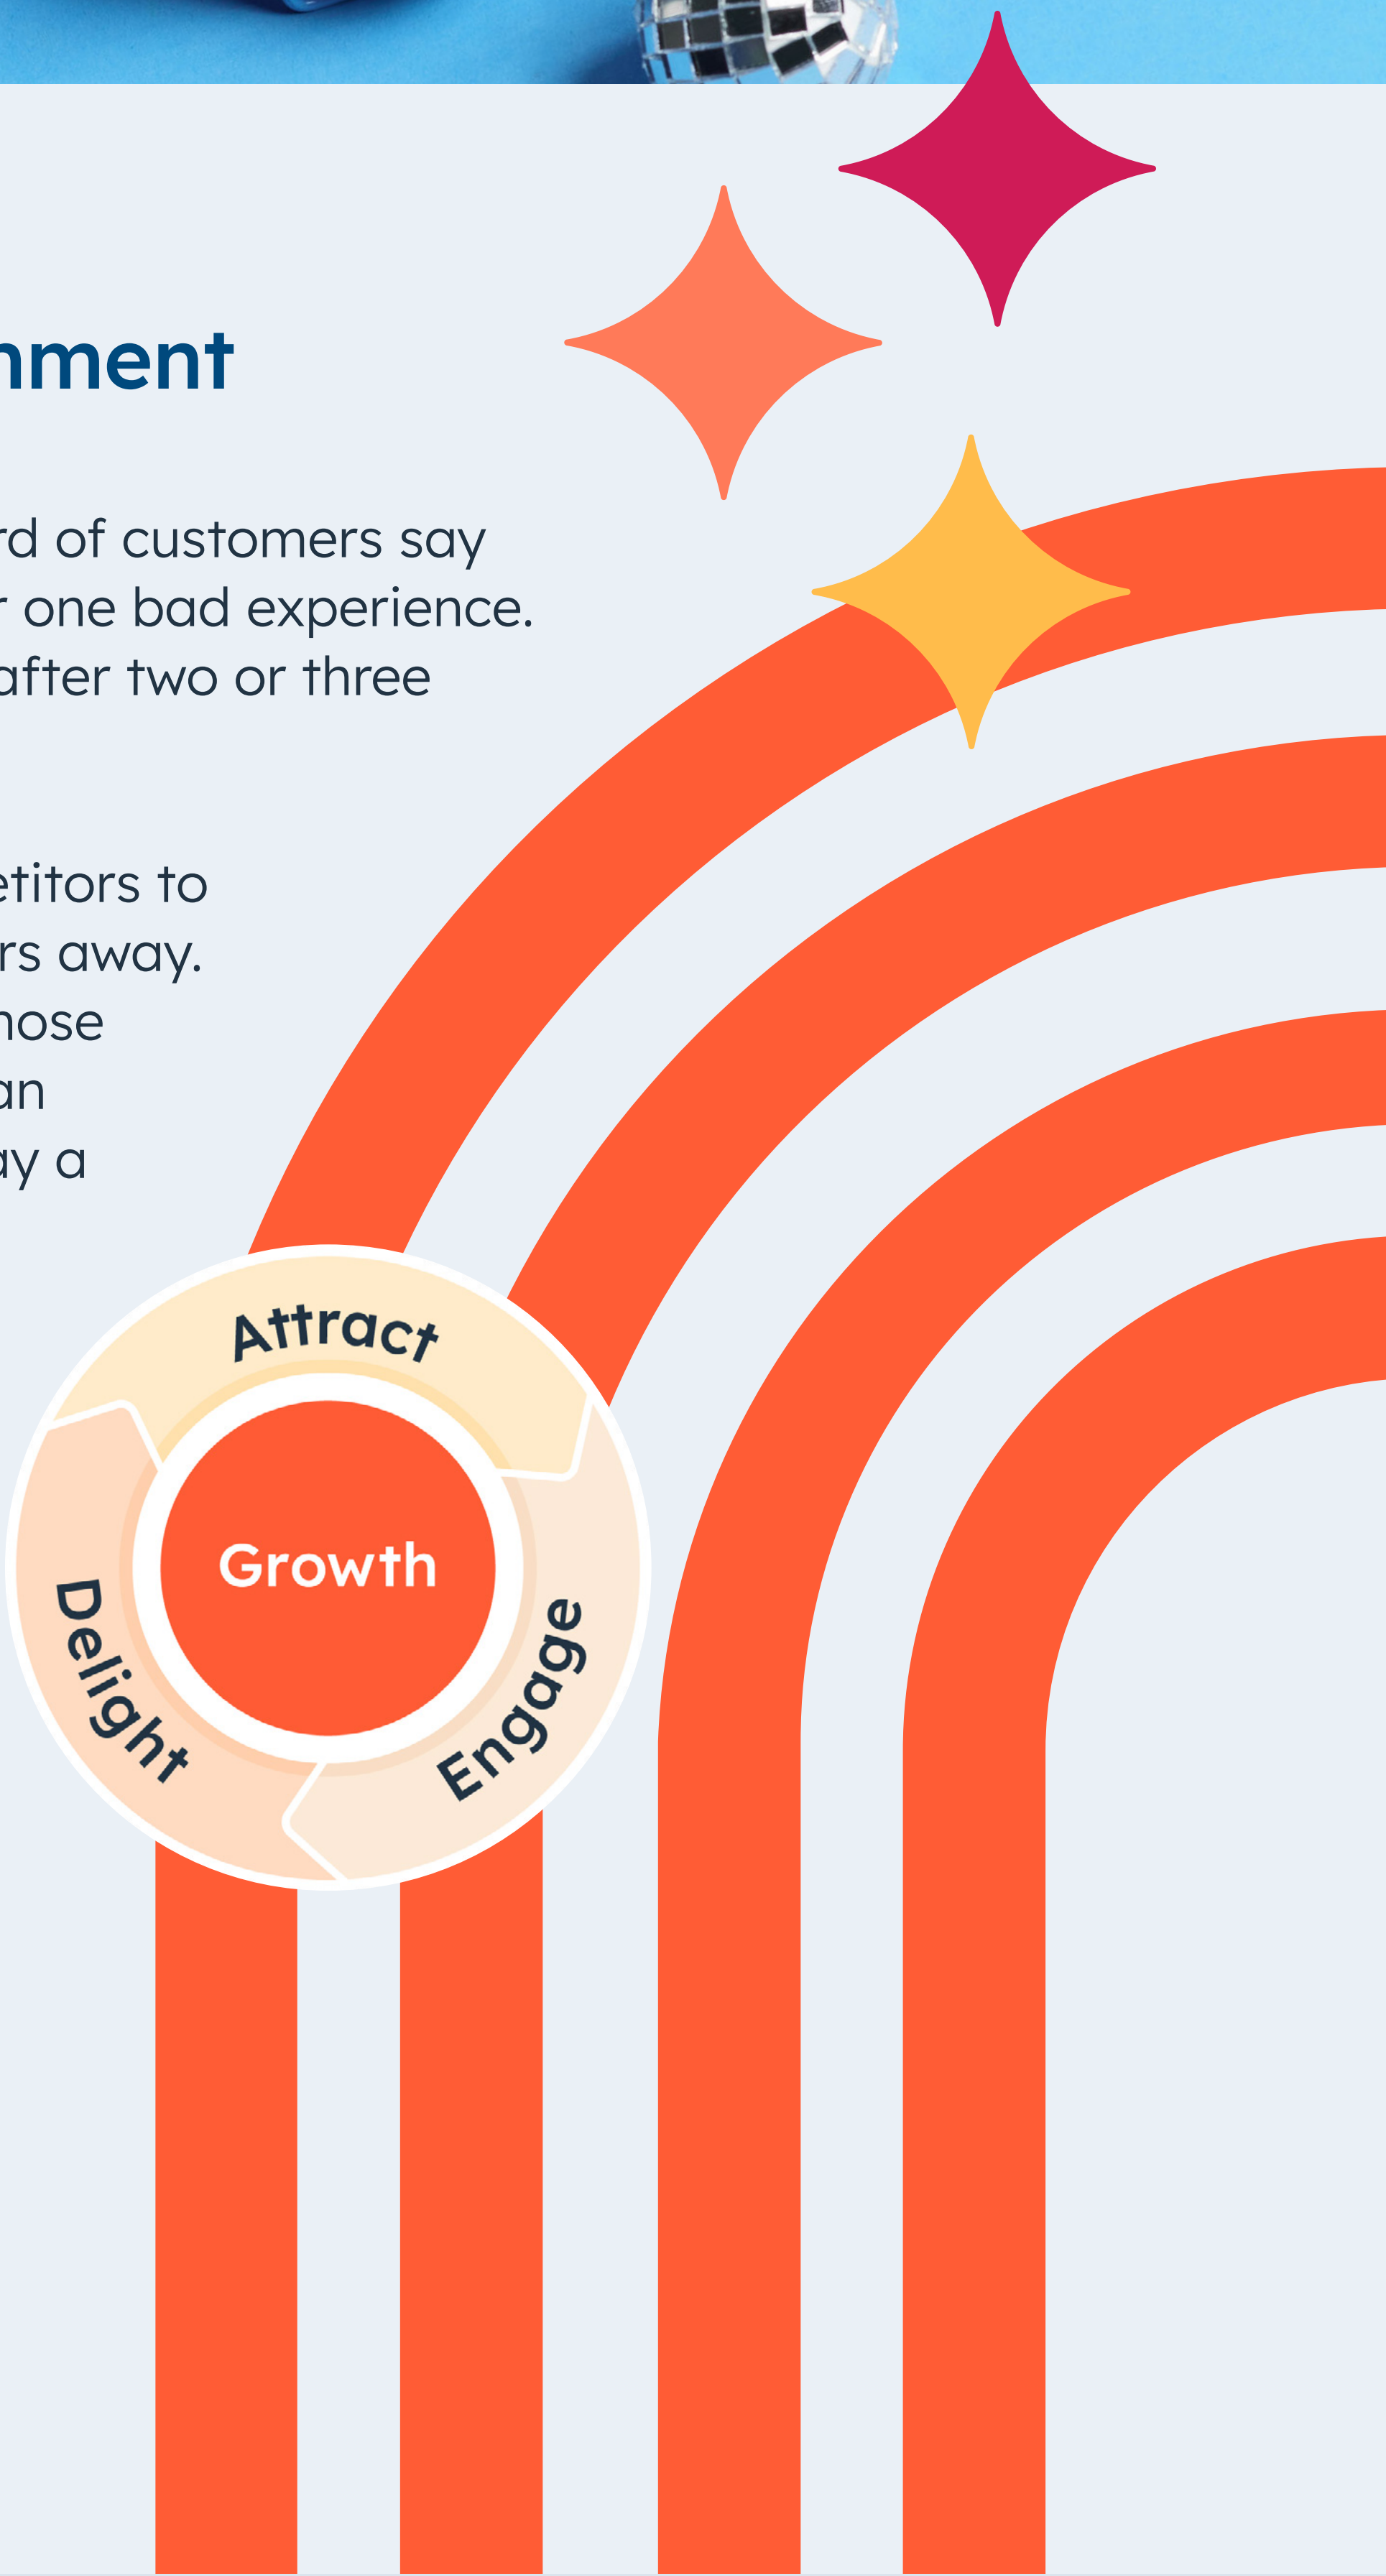 nment
rd of customers say
r one bad experience.
after two or three
etitors to
rs away.
nose
an
ay a
Attract
Growth
Engage
Delight